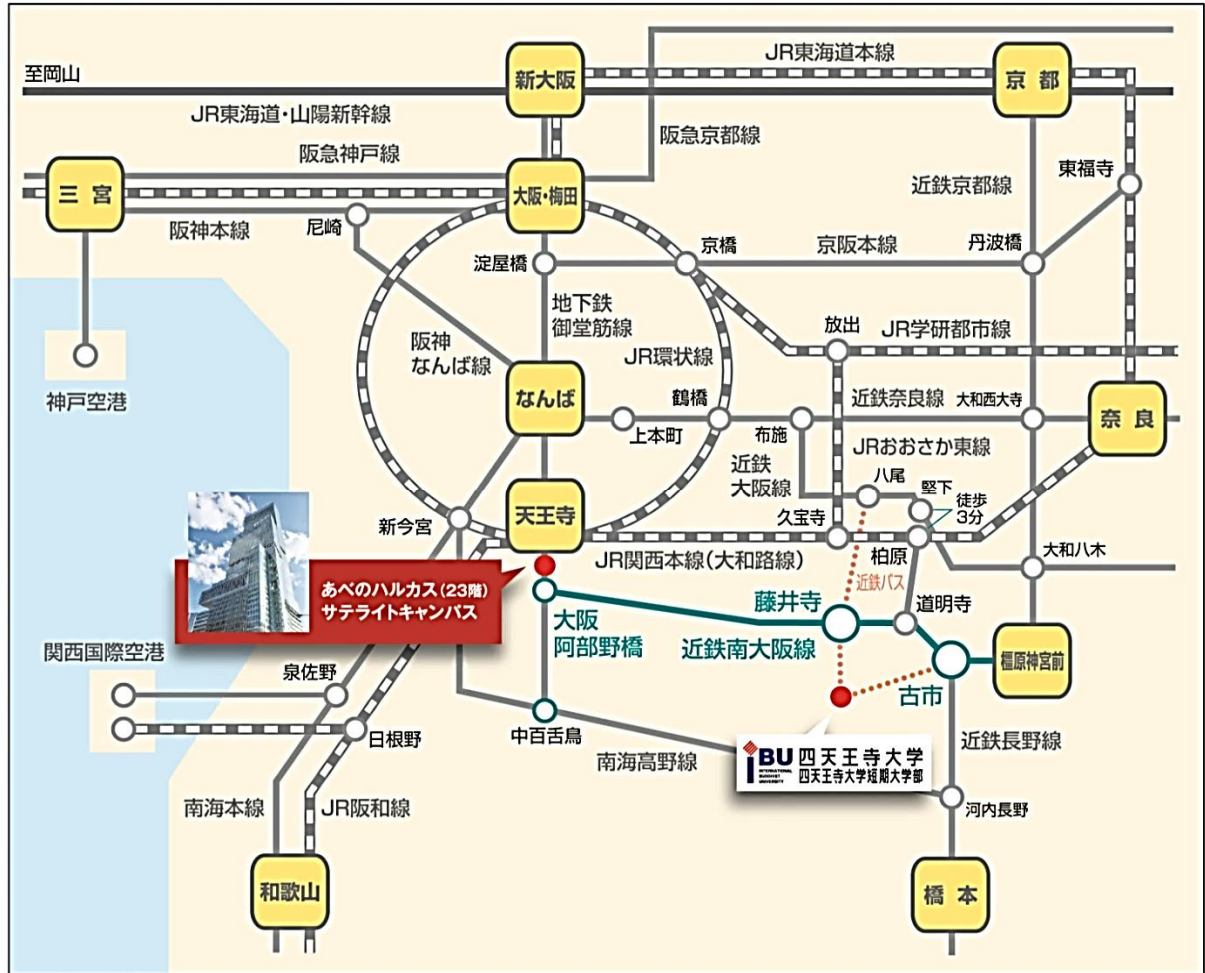 JR東海道本線
新大阪
京都
至岡山
JR東海道・山陽新幹線
阪急京都線
阪急神戸線
三宮
大阪・梅田
近鉄京都線
東福寺
阪神本線
尼崎
淀屋橋
京橋
京阪本線
丹波橋
地下鉄
御堂筋線
放出
JR学研都市線
阪神
なんば線
JR環状線
神戸空港
なんば
鶴橋
近鉄奈良線
大和西大寺
奈良
上本町
布施
JRおおさか東線
近鉄
大阪線
八尾
堅下
徒歩
3分
新今宮
天王寺
久宝寺
JR関西本線(大和路線)
柏原
大和八木
近鉄バス
あべのハルカス(23階)
サテライトキャンパス
大阪
阿部野橋
藤井寺
道明寺
近鉄南大阪線
関西国際空港
泉佐野
橿原神宮前
古市
日根野
中百舌鳥
南海高野線
iBU
INTERNATIONAL
BUDDHIST
UNIVERSITY
四天王寺大学
四天王寺大学短期大学部
近鉄長野線
南海本線
JR阪和線
河内長野
和歌山
橋本